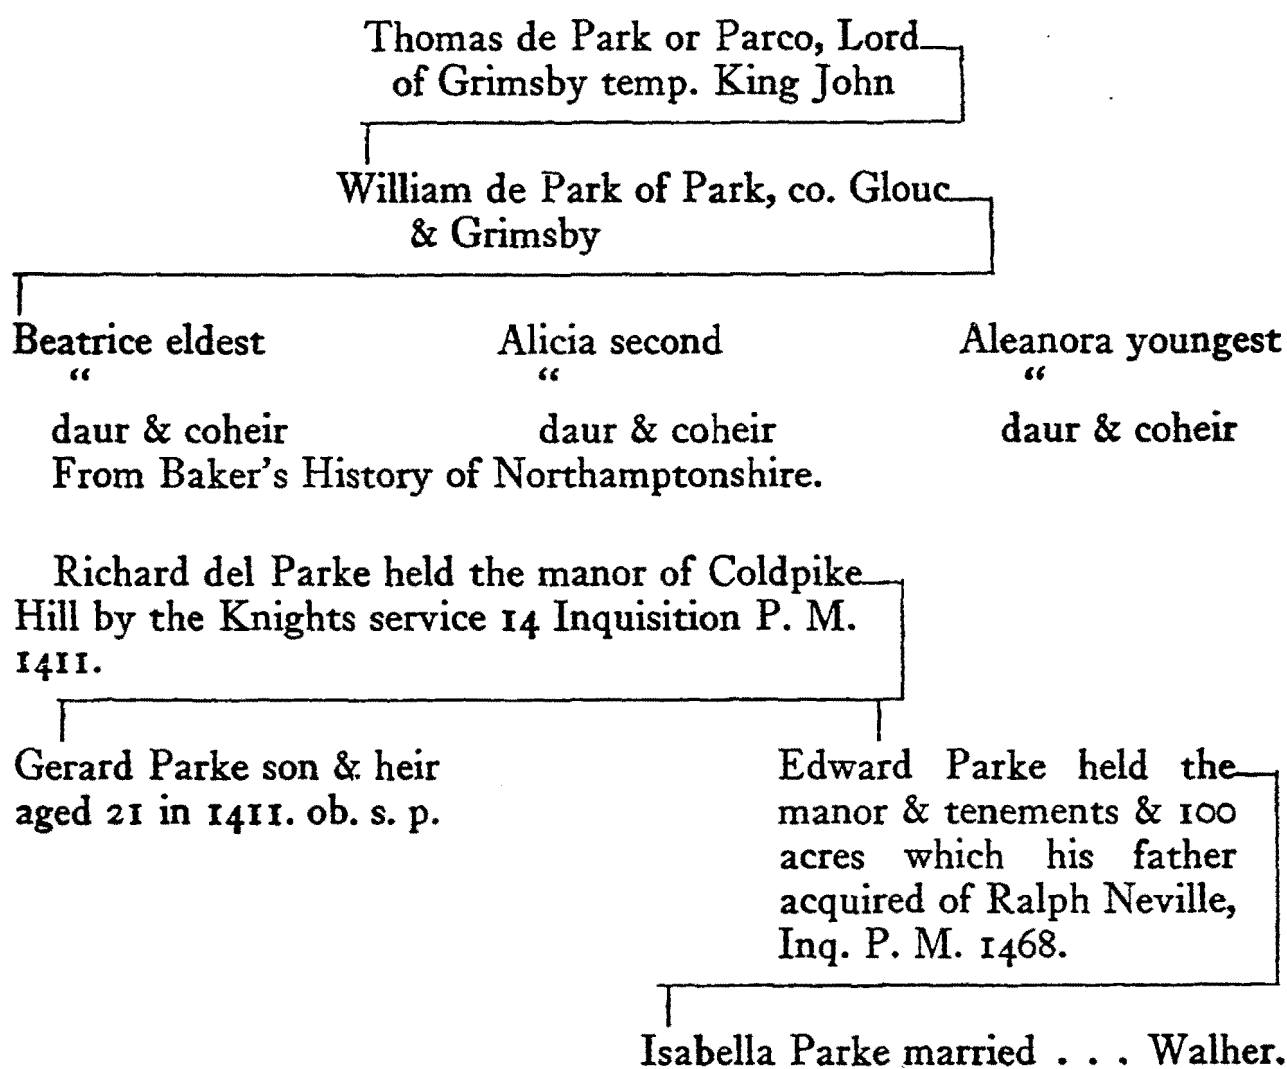 Thomas de Park or Parco, Lord
of Grimsby temp. King John
William de Park of Park, co. Glouc
& Grimsby
Beatrice eldest Alicia second Aleanora youngest
“ “ “
daur & coheir daur & coheir daur & coheir
From Baker's History of Northamptonshire.
Richard del Parke held the manor of Coldpike
Hill by the Knights service 14 Inquisition P. M.
1411.
Gerard Parke son & heir
aged 21 in 1411. ob. s. p.
Edward Parke held the
manor & tenements & 100
acres which his father
acquired of Ralph Neville,
Inq. P. M. 1468.
Isabella Parke married . . . Walher.